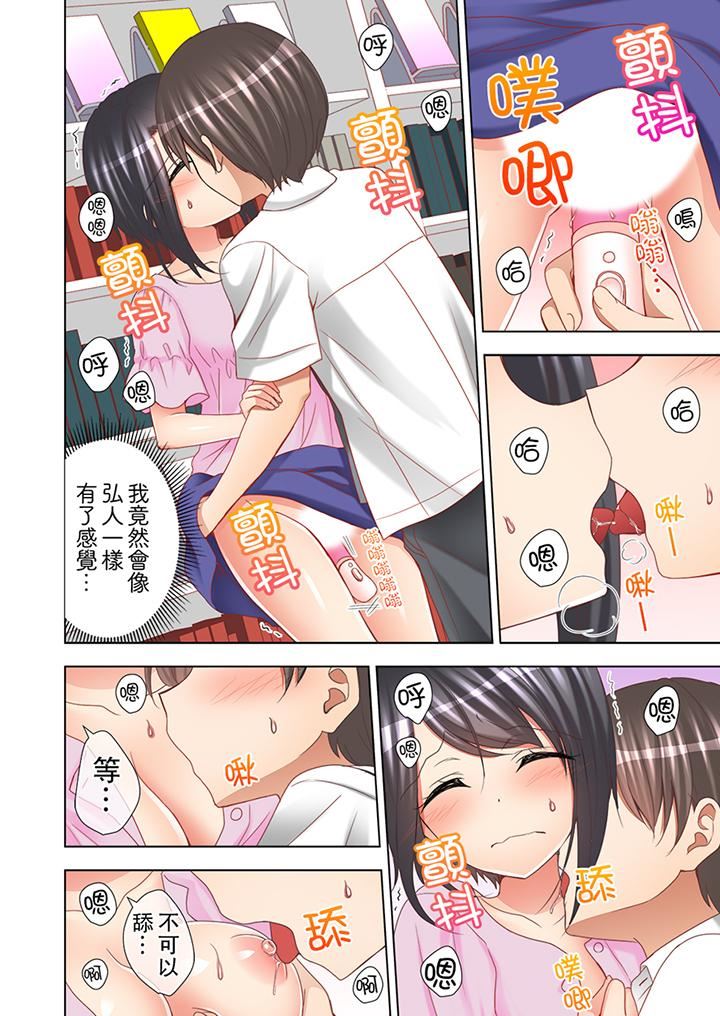 顫抖
噗唧
嗡嗡…
嗚
哈
哈
哈
嗯
啾—
啾—
呼
嗯
嗯嗯
顫抖
顫抖
呼
嗯
我竟然會像
弘人一樣
有了感覺…
顫抖
嗡嗡嗡嗡嗡
呼
嗯
嗯
顫抖
舔
嗯
噗唧
嗯
啾
等…
嗯
舔
不可以
舔…
啊
啊